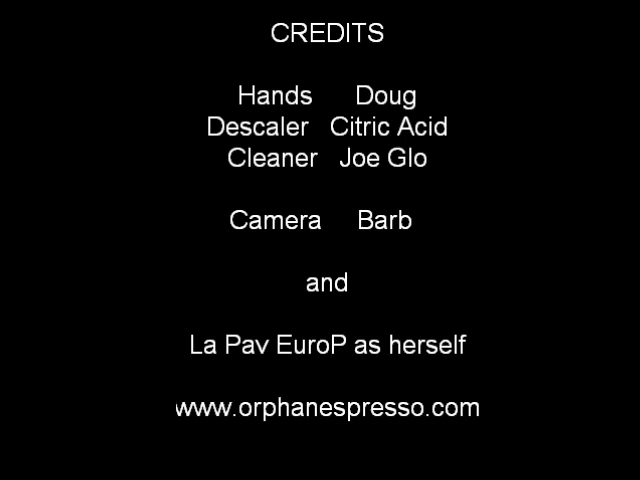 CREDITS
Hands Doug
Descaler Citric Acid
Cleaner Joe Glo
Camera Barb
and
La Pav EuroP as herself
www.orphanespresso.com